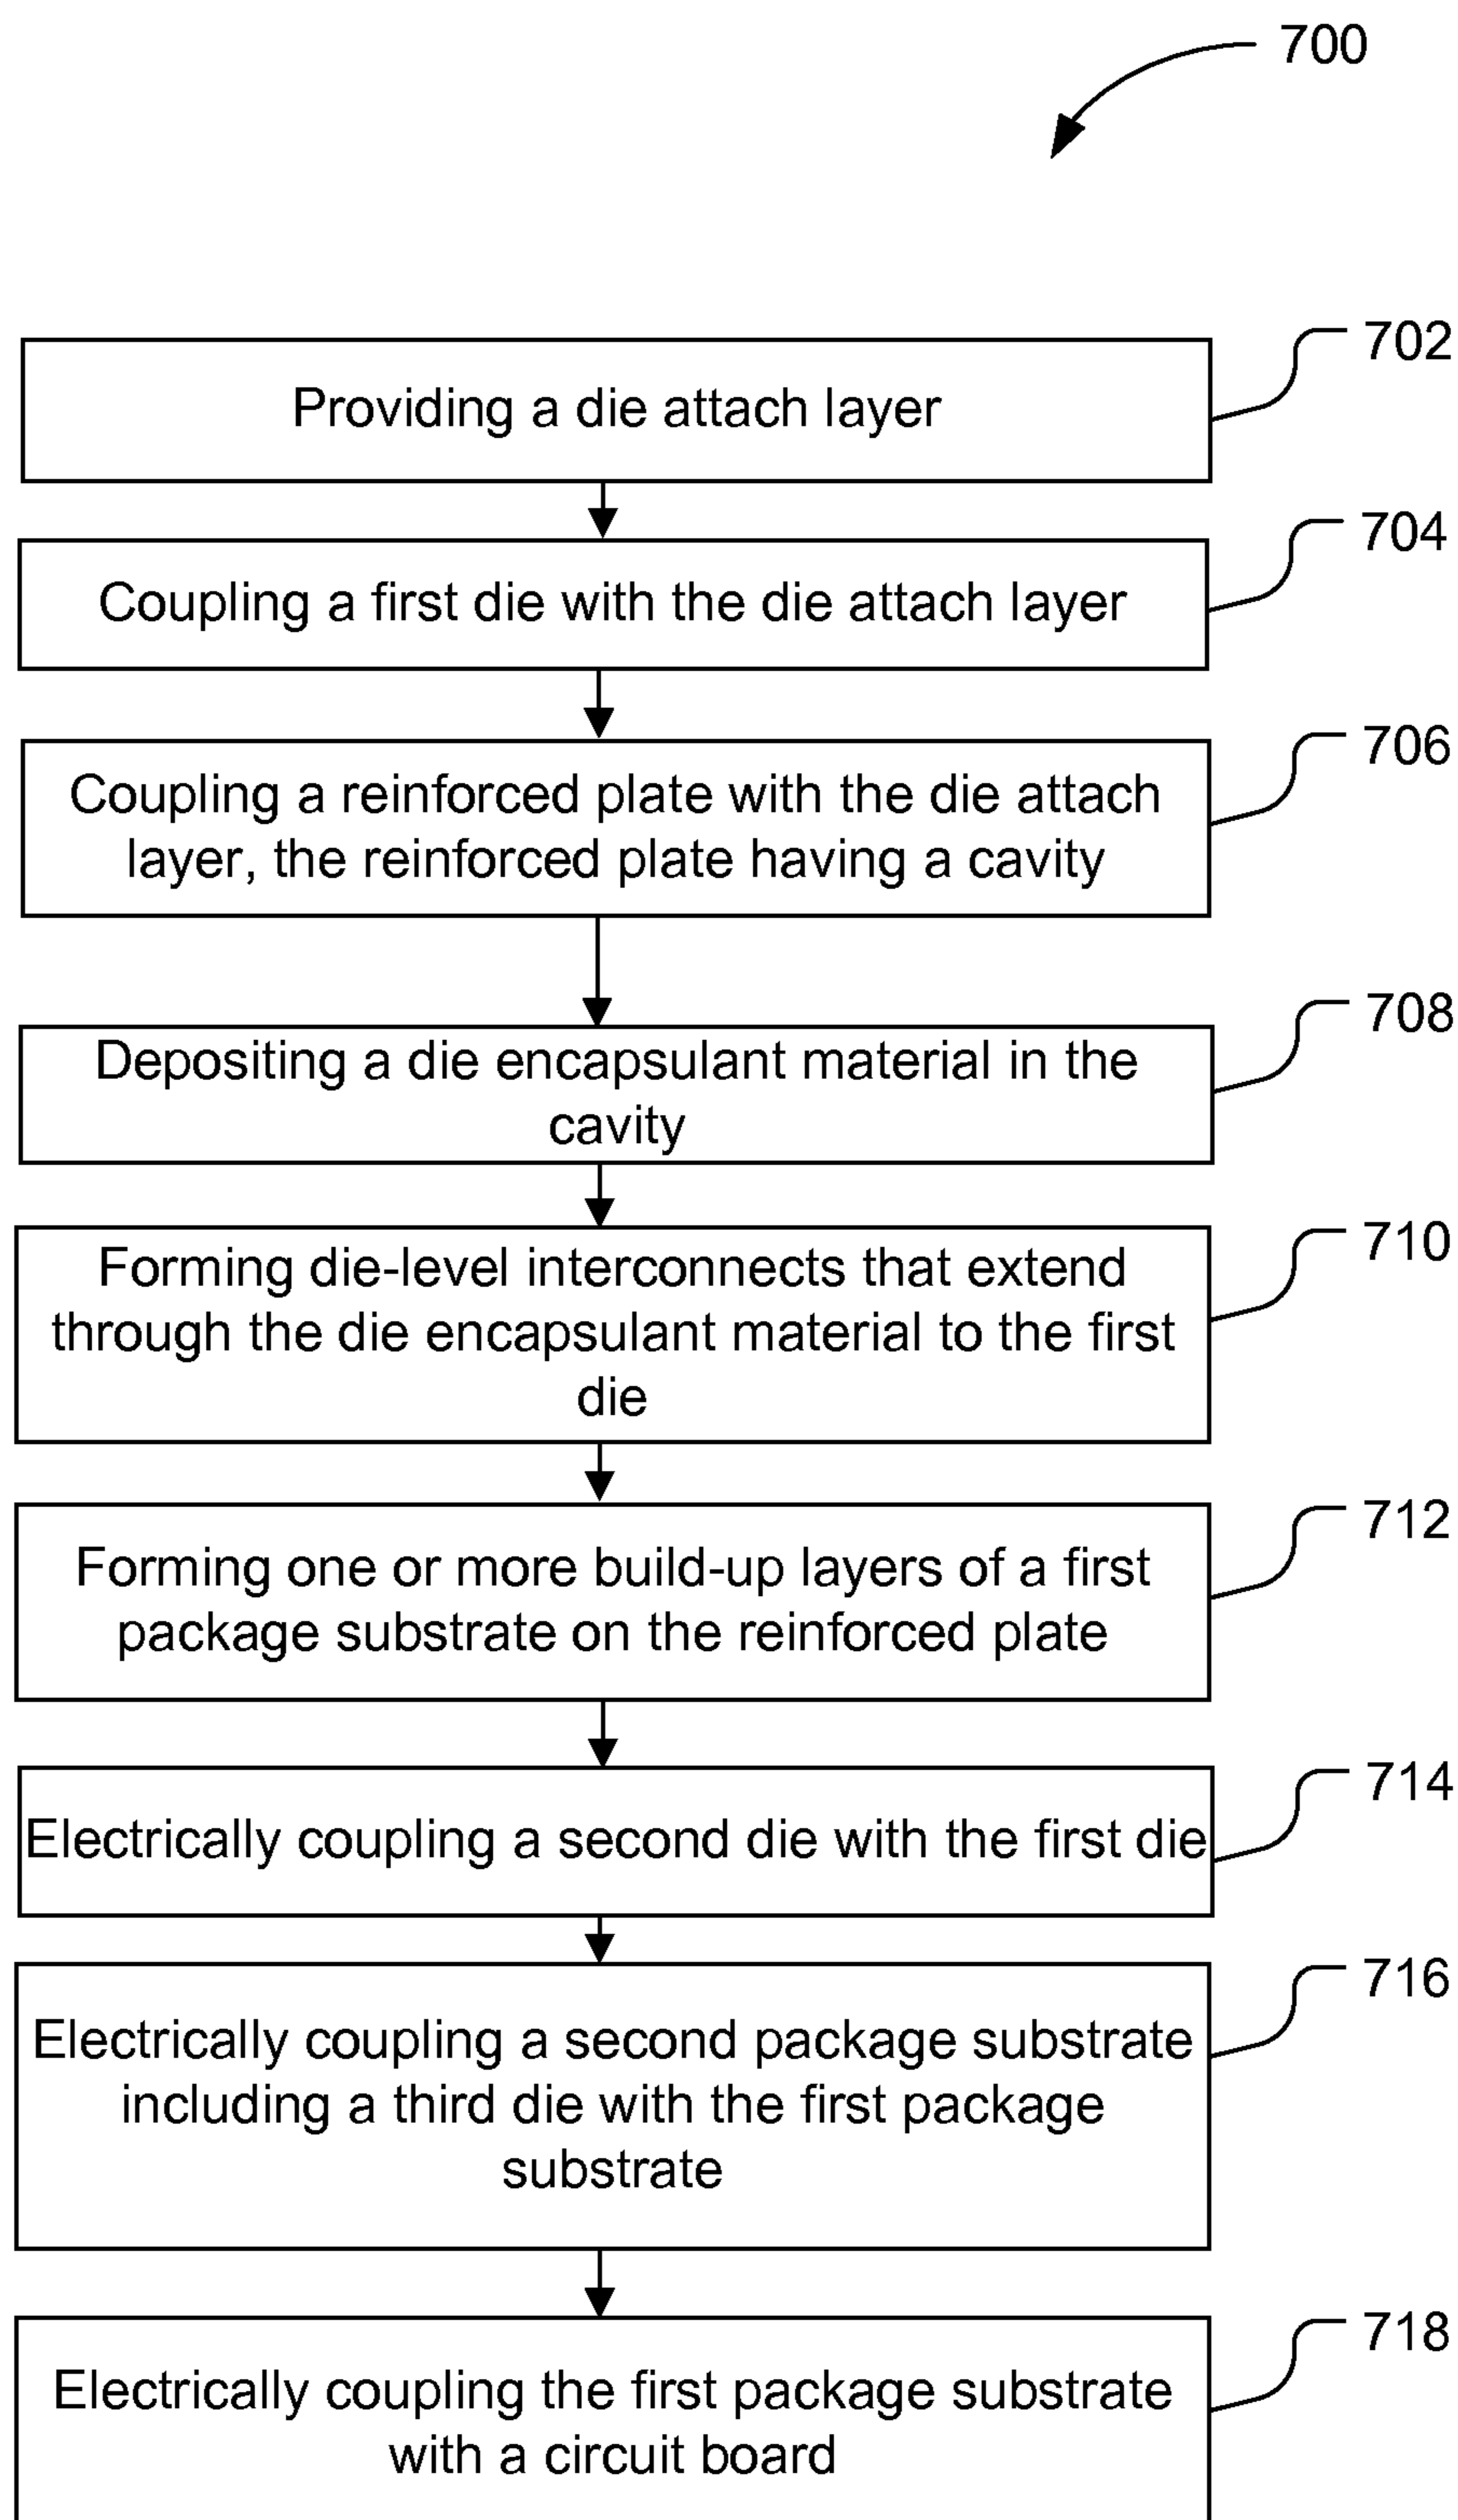 700
702
Providing a die attach layer
704
Coupling a first die with the die attach layer
706
Coupling a reinforced plate with the die attach
layer, the reinforced plate having a cavity
708
Depositing a die encapsulant material in the
cavity
710
Forming die-level interconnects that extend
through the die encapsulant material to the first
die
712
Forming one or more build-up layers of a first
package substrate on the reinforced plate
714
Electrically coupling a second die with the first die
716
Electrically coupling a second package substrate
including a third die with the first package
substrate
718
Electrically coupling the first package substrate
with a circuit board